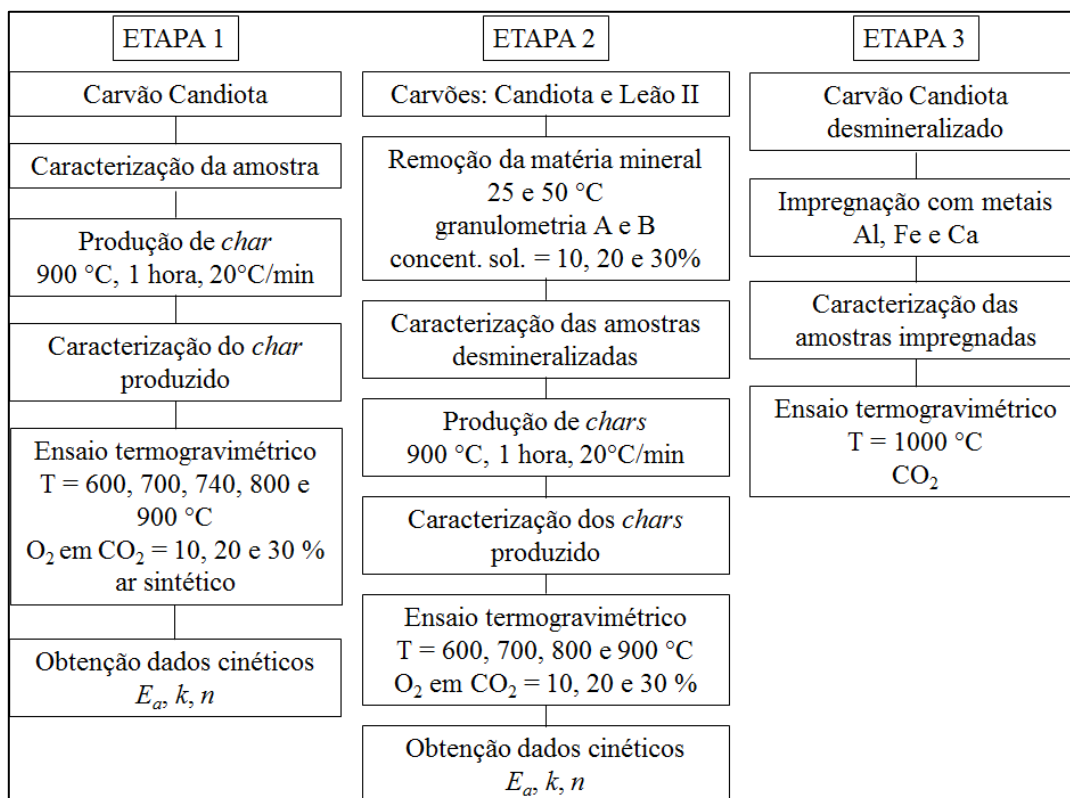 ETAPA 1
Carvão Candiota
Caracterização da amostra
Produção de char
900 °C, 1 hora, 20°C/min
Caracterização do char
produzido
Ensaio termogravimétrico
T = 600, 700, 740, 800 e
900 °C
O₂ em CO₂ = 10, 20 e 30 %
ar sintético
Obtenção dados cinéticos
Eₐ, k, n
ETAPA 2
Carvões: Candiota e Leão II
Remoção da matéria mineral
25 e 50 °C
granulometria A e B
concent. sol. = 10, 20 e 30%
Caracterização das amostras
desmineralizadas
Produção de chars
900 °C, 1 hora, 20°C/min
Caracterização dos chars
produzido
Ensaio termogravimétrico
T = 600, 700, 800 e 900 °C
O₂ em CO₂ = 10, 20 e 30 %
Obtenção dados cinéticos
Eₐ, k, n
ETAPA 3
Carvão Candiota
desmineralizado
Impregnação com metais
Al, Fe e Ca
Caracterização das
amostras impregnadas
Ensaio termogravimétrico
T = 1000 °C
CO₂